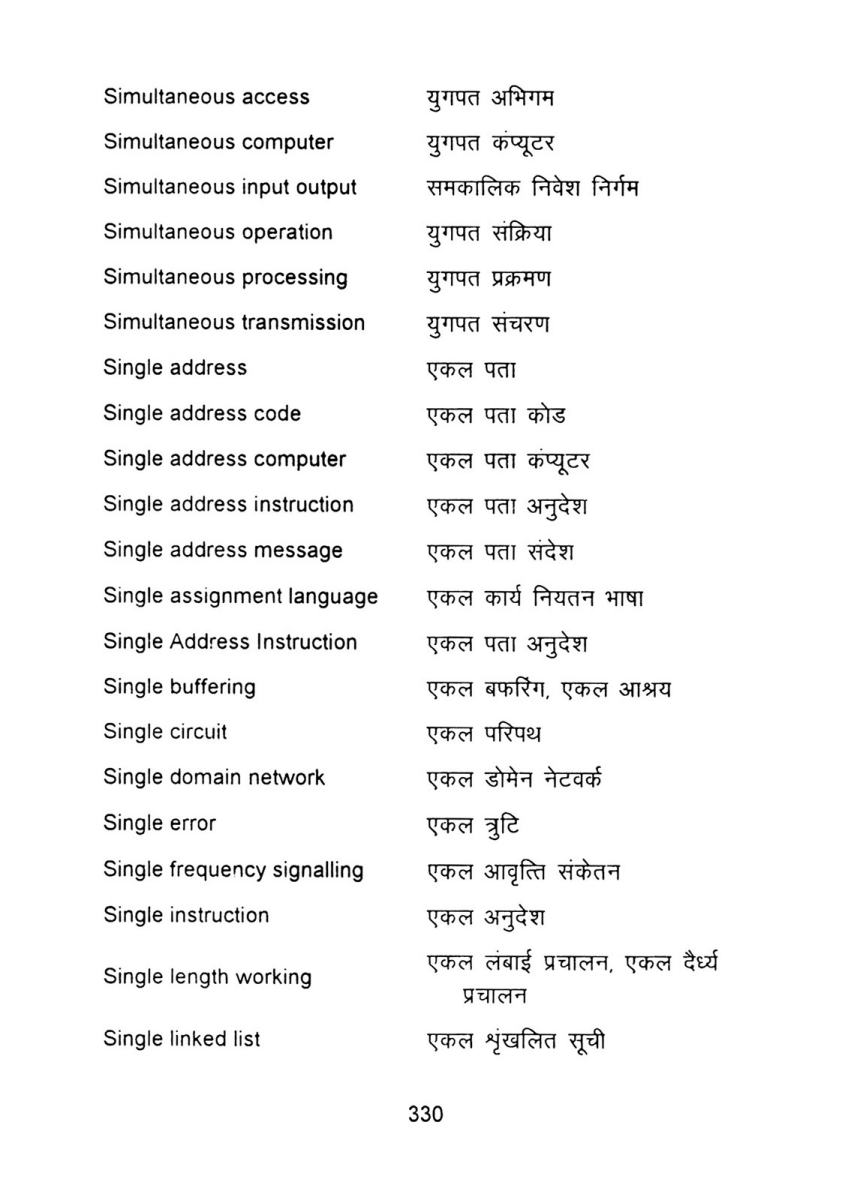 Simultaneous access युगपत अभिगम
Simultaneous computer युगपत कंप्यूटर
Simultaneous input output समकालिक निवेश निर्गम
Simultaneous operation युगपत संक्रिया
Simultaneous processing युगपत प्रक्रमण
Simultaneous transmission युगपत संचरण
Single address एकल पता
Single address code एकल पता कोड
Single address computer एकल पता कंप्यूटर
Single address instruction एकल पता अनुदेश
Single address message एकल पता संदेश
Single assignment language एकल कार्य नियतन भाषा
Single Address Instruction एकल पता अनुदेश
Single buffering एकल बफरिंग, एकल आश्रय
Single circuit एकल परिपथ
Single domain network एकल डोमेन नेटवर्क
Single error एकल त्रुटि
Single frequency signalling एकल आवृत्ति संकेतन
Single instruction एकल अनुदेश
Single length working एकल लंबाई प्रचालन, एकल दैर्ध्य
प्रचालन
Single linked list एकल शृंखलित सूची
330